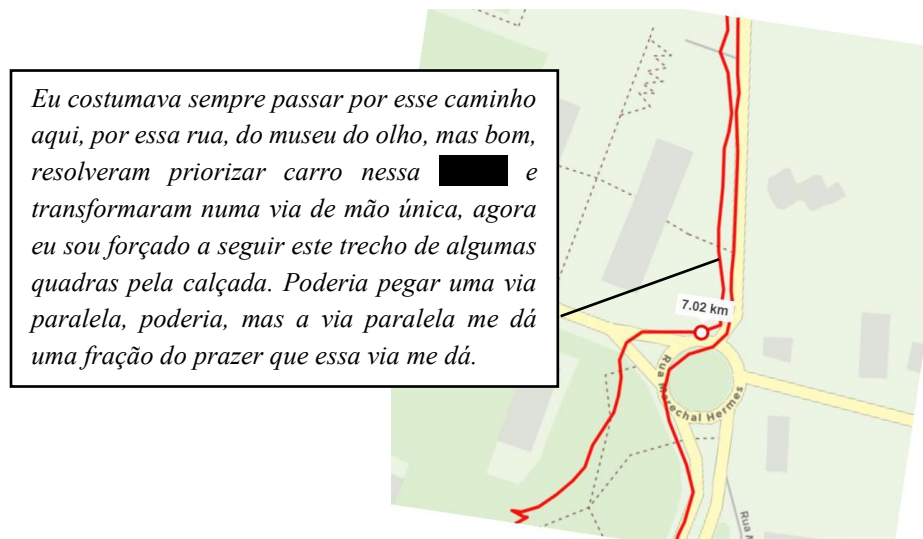 Eu costumava sempre passar por esse caminho
aqui, por essa rua, do museu do olho, mas bom,
resolveram priorizar carro nessa e
transformaram numa via de mão única, agora
eu sou forçado a seguir este trecho de algumas
quadras pela calçada. Poderia pegar uma via
paralela, poderia, mas a via paralela me dá
uma fração do prazer que essa via me dá.
7.02 km
Rua Marechal Hermes
Rua